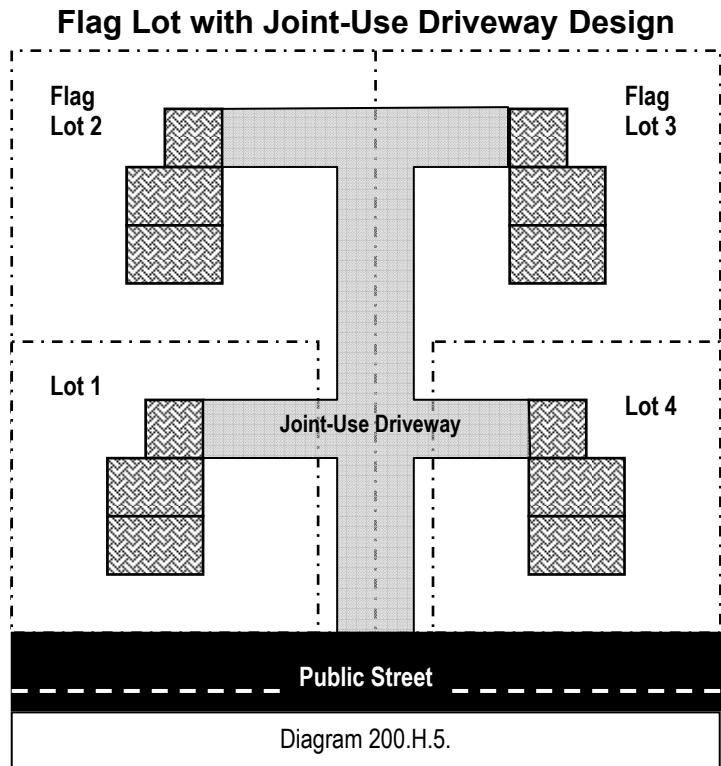 Flag Lot with Joint-Use Driveway Design
Flag
Lot 2
Flag
Lot 3
Lot 1
Lot 4
Joint-Use Driveway
Public Street
Diagram 200.H.5.